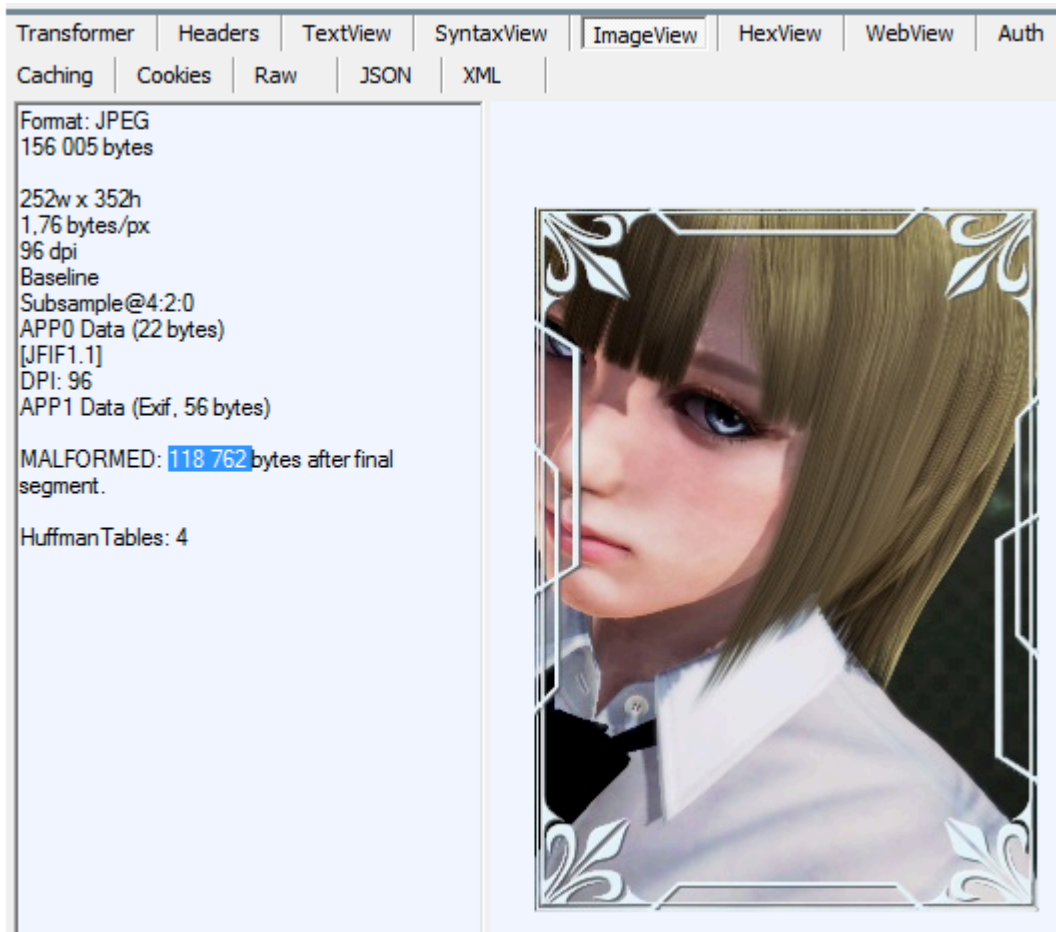 Transformer Headers TextView SyntaxView ImageView HexView WebView Auth
Caching Cookies Raw JSON XML
Format: JPEG
156 005 bytes
252w x 352h
1,76 bytes/px
96 dpi
Baseline
Subsample@4:2:0
APP0 Data (22 bytes)
[JFIF1.1]
DPI: 96
APP1 Data (Exif, 56 bytes)
MALFORMED: 118 762 bytes after final
segment.
HuffmanTables: 4